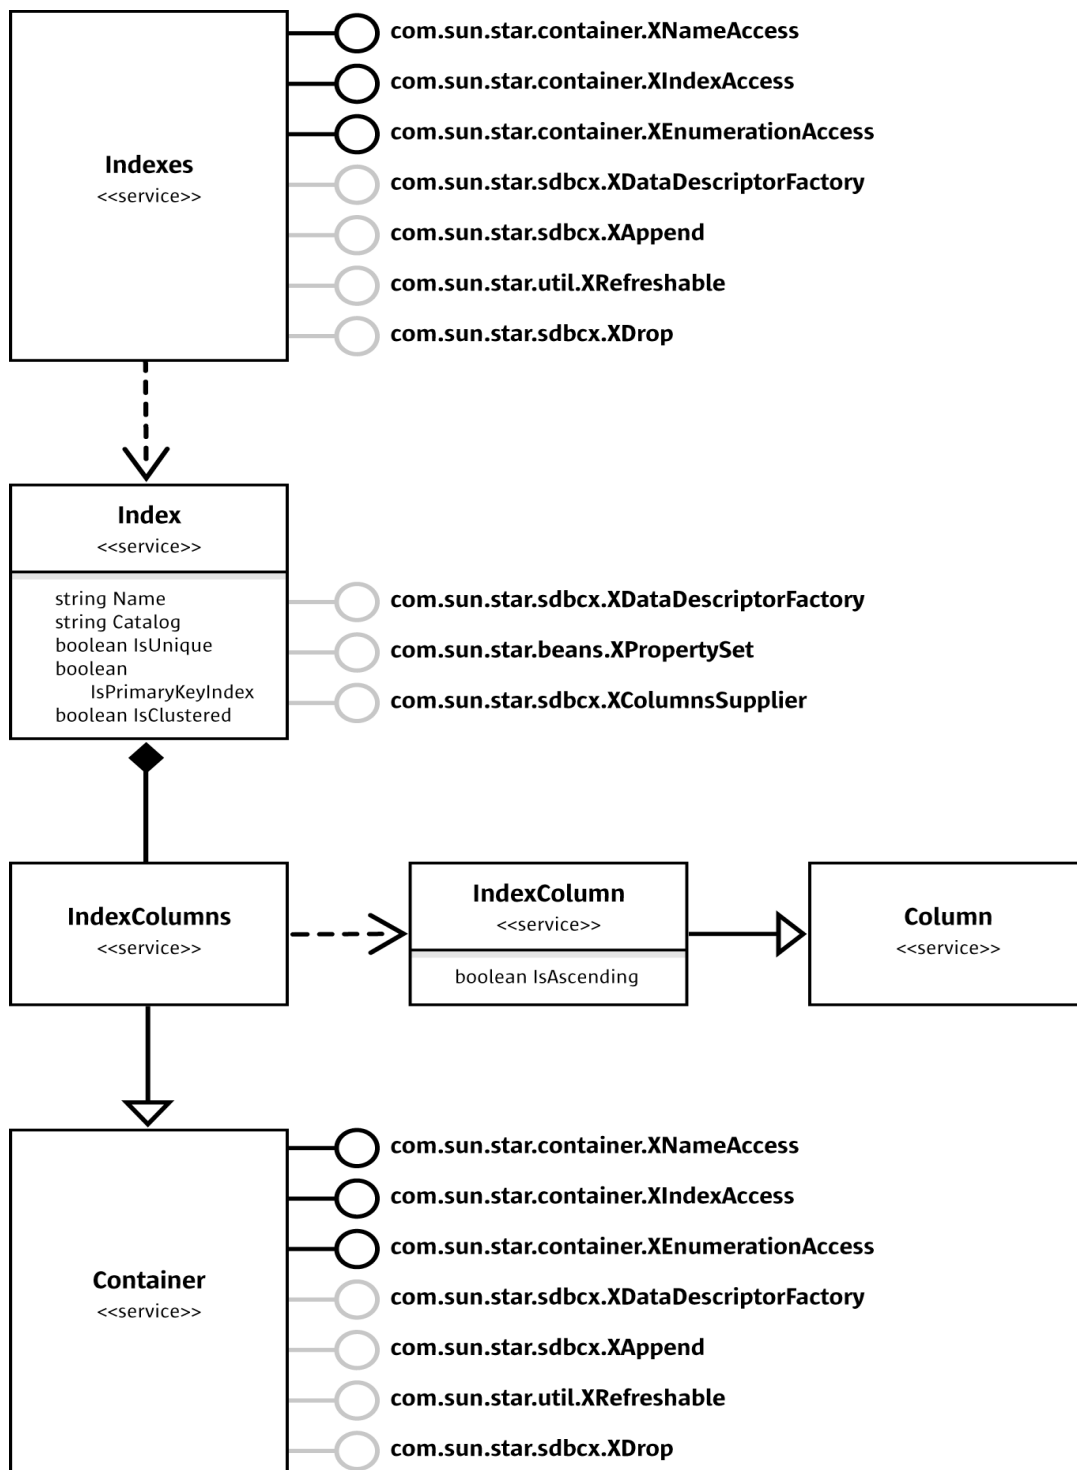 com.sun.star.container.XNameAccess
com.sun.star.container.XIndexAccess
com.sun.star.container.XEnumerationAccess
Indexes
<<service>>
com.sun.star.sdbcx.XDataDescriptorFactory
com.sun.star.sdbcx.XAppend
com.sun.star.util.XRefreshable
com.sun.star.sdbcx.XDrop
Index
<<service>>
string Name
string Catalog
boolean IsUnique
boolean
IsPrimaryKeyIndex
boolean IsClustered
com.sun.star.sdbcx.XDataDescriptorFactory
com.sun.star.beans.XPropertySet
com.sun.star.sdbcx.XColumnsSupplier
IndexColumns
<<service>>
IndexColumn
<<service>>
boolean IsAscending
Column
<<service>>
com.sun.star.container.XNameAccess
com.sun.star.container.XIndexAccess
com.sun.star.container.XEnumerationAccess
Container
<<service>>
com.sun.star.sdbcx.XDataDescriptorFactory
com.sun.star.sdbcx.XAppend
com.sun.star.util.XRefreshable
com.sun.star.sdbcx.XDrop